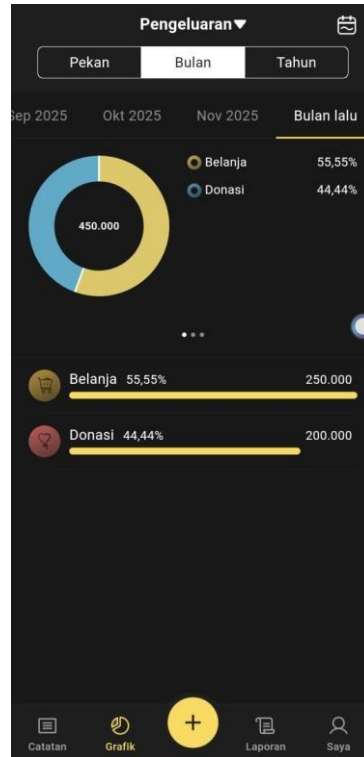 Pengeluaran▼
Pekan Bulan Tahun
Sep 2025 Okt 2025 Nov 2025 Bulan lalu
Belanja 55,55%
Donasi 44,44%
450.000
Belanja 55,55% 250.000
Donasi 44,44% 200.000
Catatan Grafik + Laporan Saya